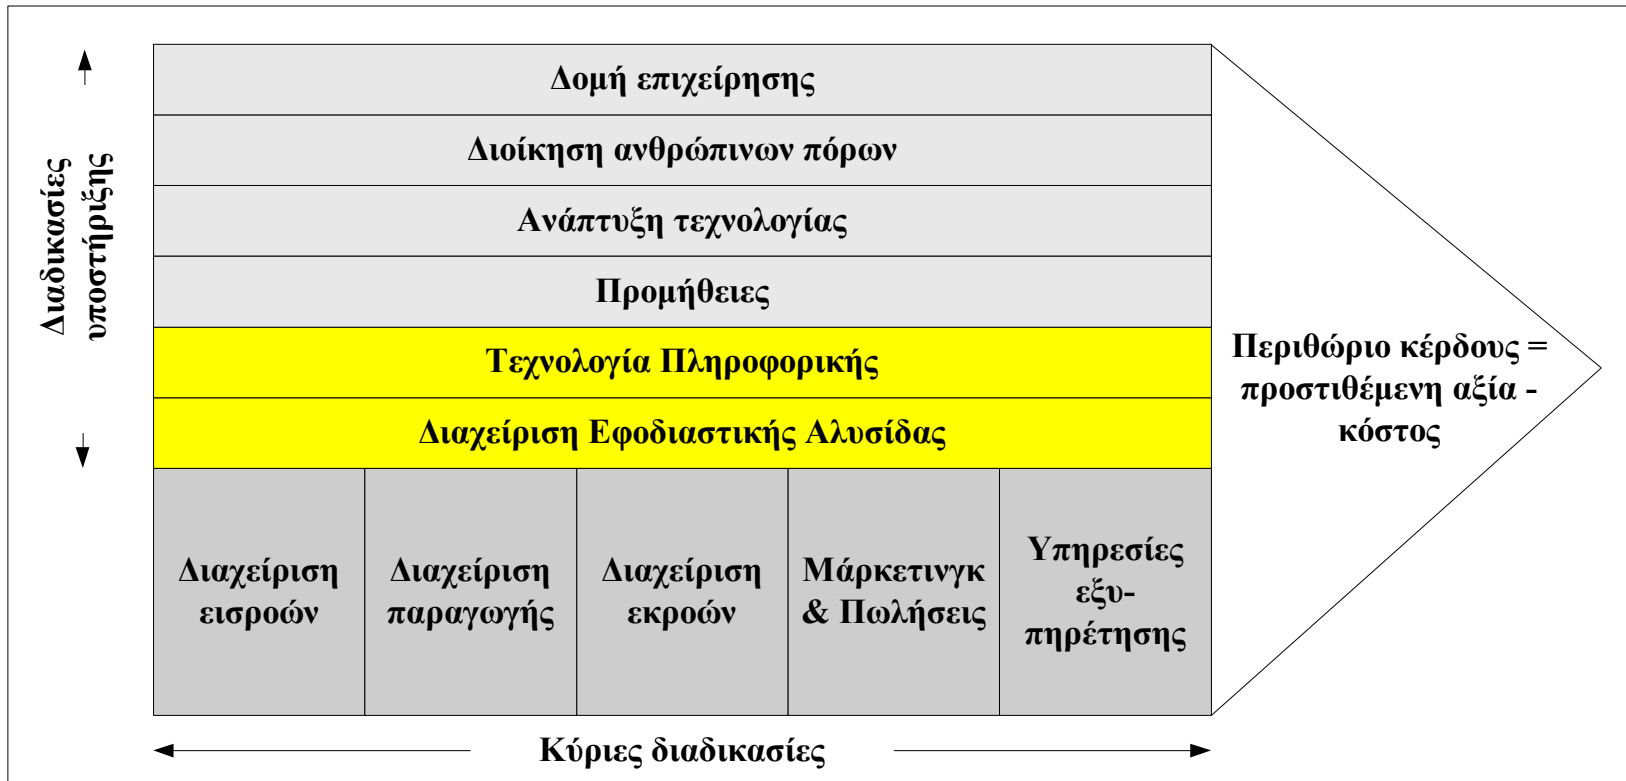 Διαδικασίες
υποστήριξης
Δομή επιχείρησης
Διοίκηση ανθρώπινων πόρων
Ανάπτυξη τεχνολογίας
Προμήθειες
Τεχνολογία Πληροφορικής
Διαχείριση Εφοδιαστικής Αλυσίδας
Διαχείριση
εισροών
Διαχείριση
παραγωγής
Διαχείριση
εκροών
Μάρκετινγκ
& Πωλήσεις
Υπηρεσίες
εξυ-
πηρέτησης
Περιθώριο κέρδους =
προστιθέμενη αξία -
κόστος
Κύριες διαδικασίες